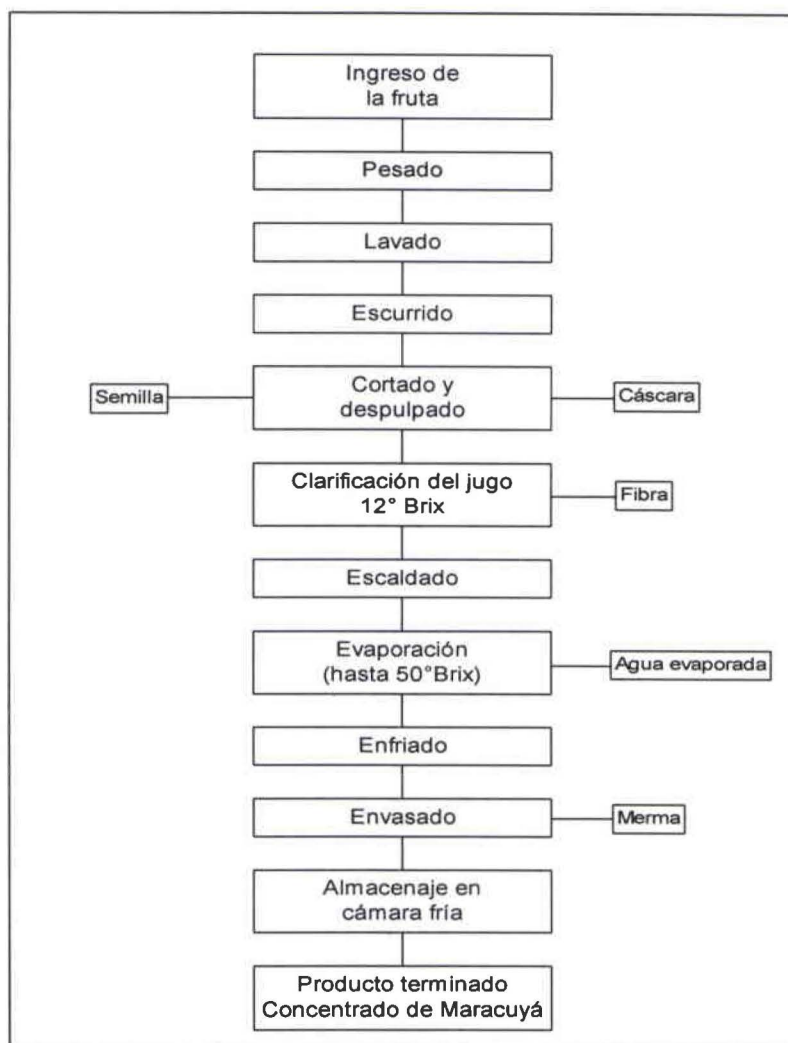 Ingreso de
la fruta
Pesado
Lavado
Escurrido
Semilla
Cortado y
despulpado
Cáscara
Clarificación del jugo
12° Brix
Fibra
Escaldado
Evaporación
(hasta 50°Brix)
Agua evaporada
Enfriado
Envasado
Merma
Almacenaje en
cámara fría
Producto terminado
Concentrado de Maracuyá